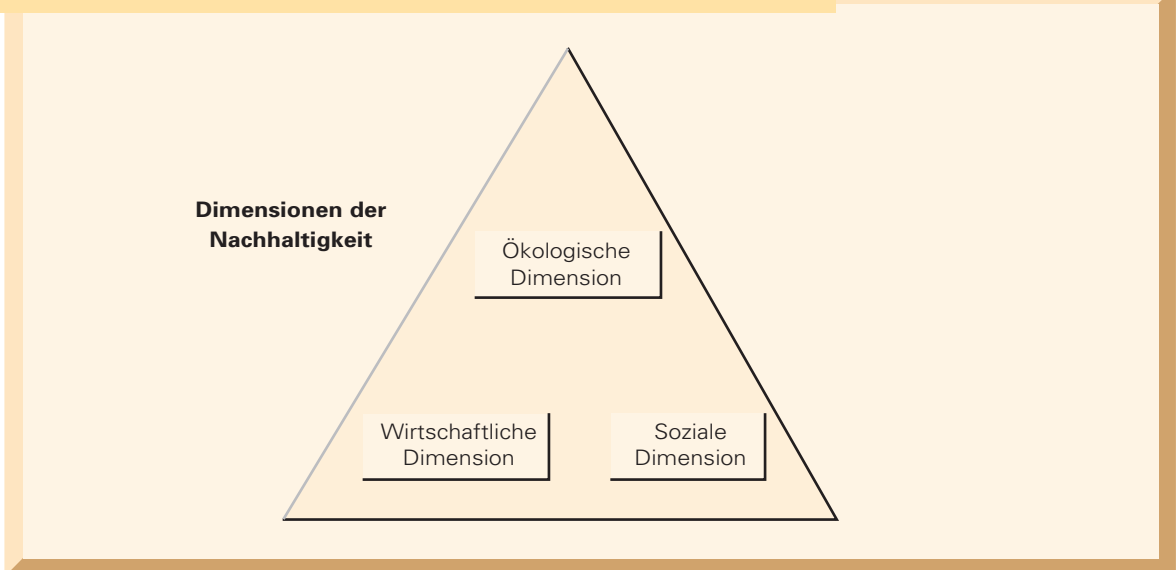 Dimensionen der
Nachhaltigkeit
Ökologische
Dimension
Wirtschaftliche
Dimension
Soziale
Dimension